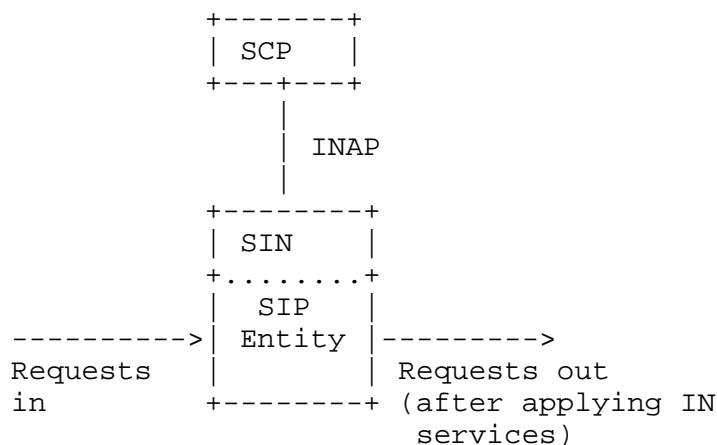 SCP
INAP
SIN
SIP
Entity
Requests
in
Requests out
(after applying IN
services)